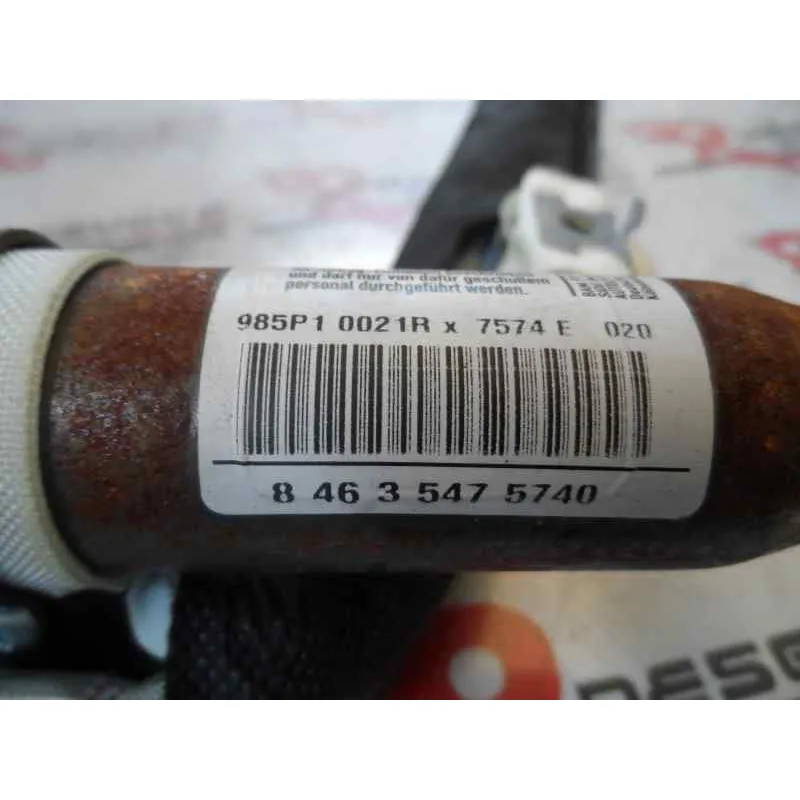 und darf nur von dafür geschultem
personal durchgeführt werden.
985P1 0021R x 7574 E 020
8 46 3 547 5740
DESG